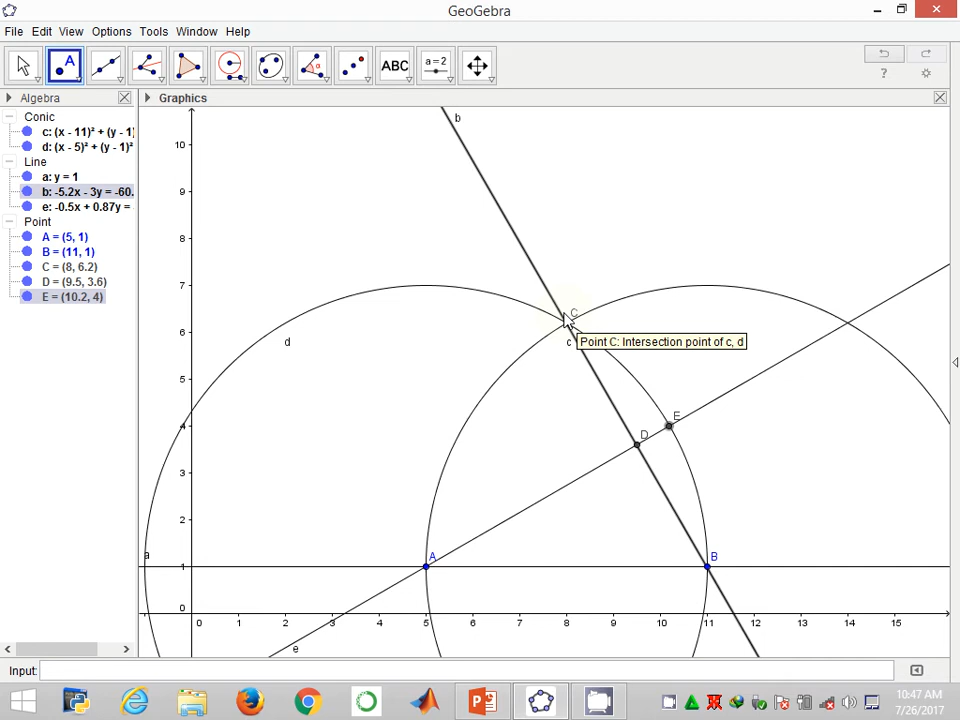 GeoGebra
File Edit View Options Tools Window Help
A ABC a = 2
?
Algebra
Graphics
Conic
c: (x - 11)² + (y - 1)
d: (x - 5)² + (y - 1)²
Line
a: y = 1
b: -5.2x - 3y = -60.
e: -0.5x + 0.87y =
Point
A = (5, 1)
B = (11, 1)
C = (8, 6.2)
D = (9.5, 3.6)
E = (10.2, 4)
b
10
9
8
7
6
5
4
3
2
1
0
C
d
c
Point C: Intersection point of c, d
E
D
a
A
B
0 1 2 3 4 5 6 7 8 9 10 11 12 13 14 15
e
Input:
10:47 AM
7/26/2017